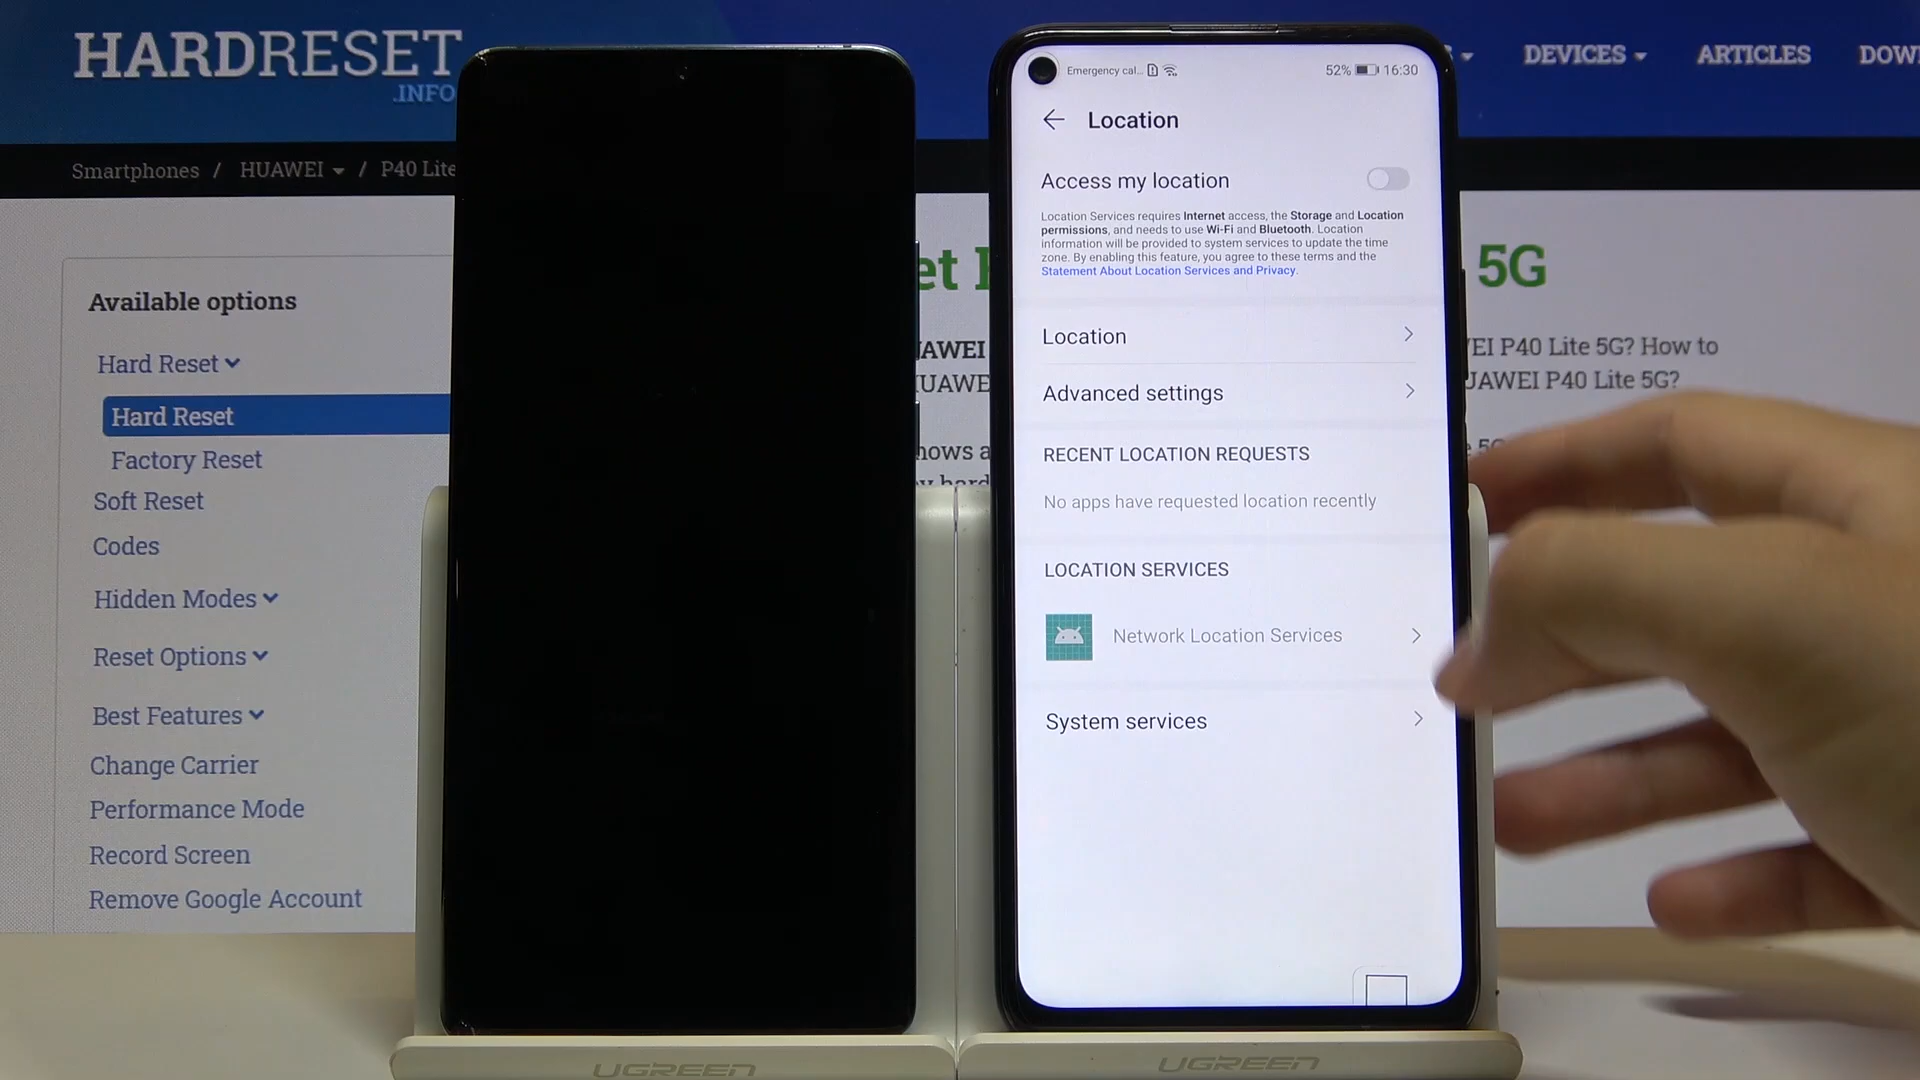 HARDRESET
.INFO
DEVICES
ARTICLES
Smartphones / HUAWEI / P40 Lite
Available options
Hard Reset
Hard Reset
Factory Reset
Soft Reset
Codes
Hidden Modes
Reset Options
Best Features
Change Carrier
Performance Mode
Record Screen
Remove Google Account
5G
P40 Lite 5G? How to
P40 Lite 5G?
Emergency cal...
52% 16:30
Location
Access my location
Location Services requires Internet access, the Storage and Location
permissions, and needs to use Wi-Fi and Bluetooth. Location
information will be provided to system services to update the time
zone. By enabling this feature, you agree to these terms and the
Statement About Location Services and Privacy.
Location
Advanced settings
RECENT LOCATION REQUESTS
No apps have requested location recently
LOCATION SERVICES
Network Location Services
System services
UGREEN
UGREEN